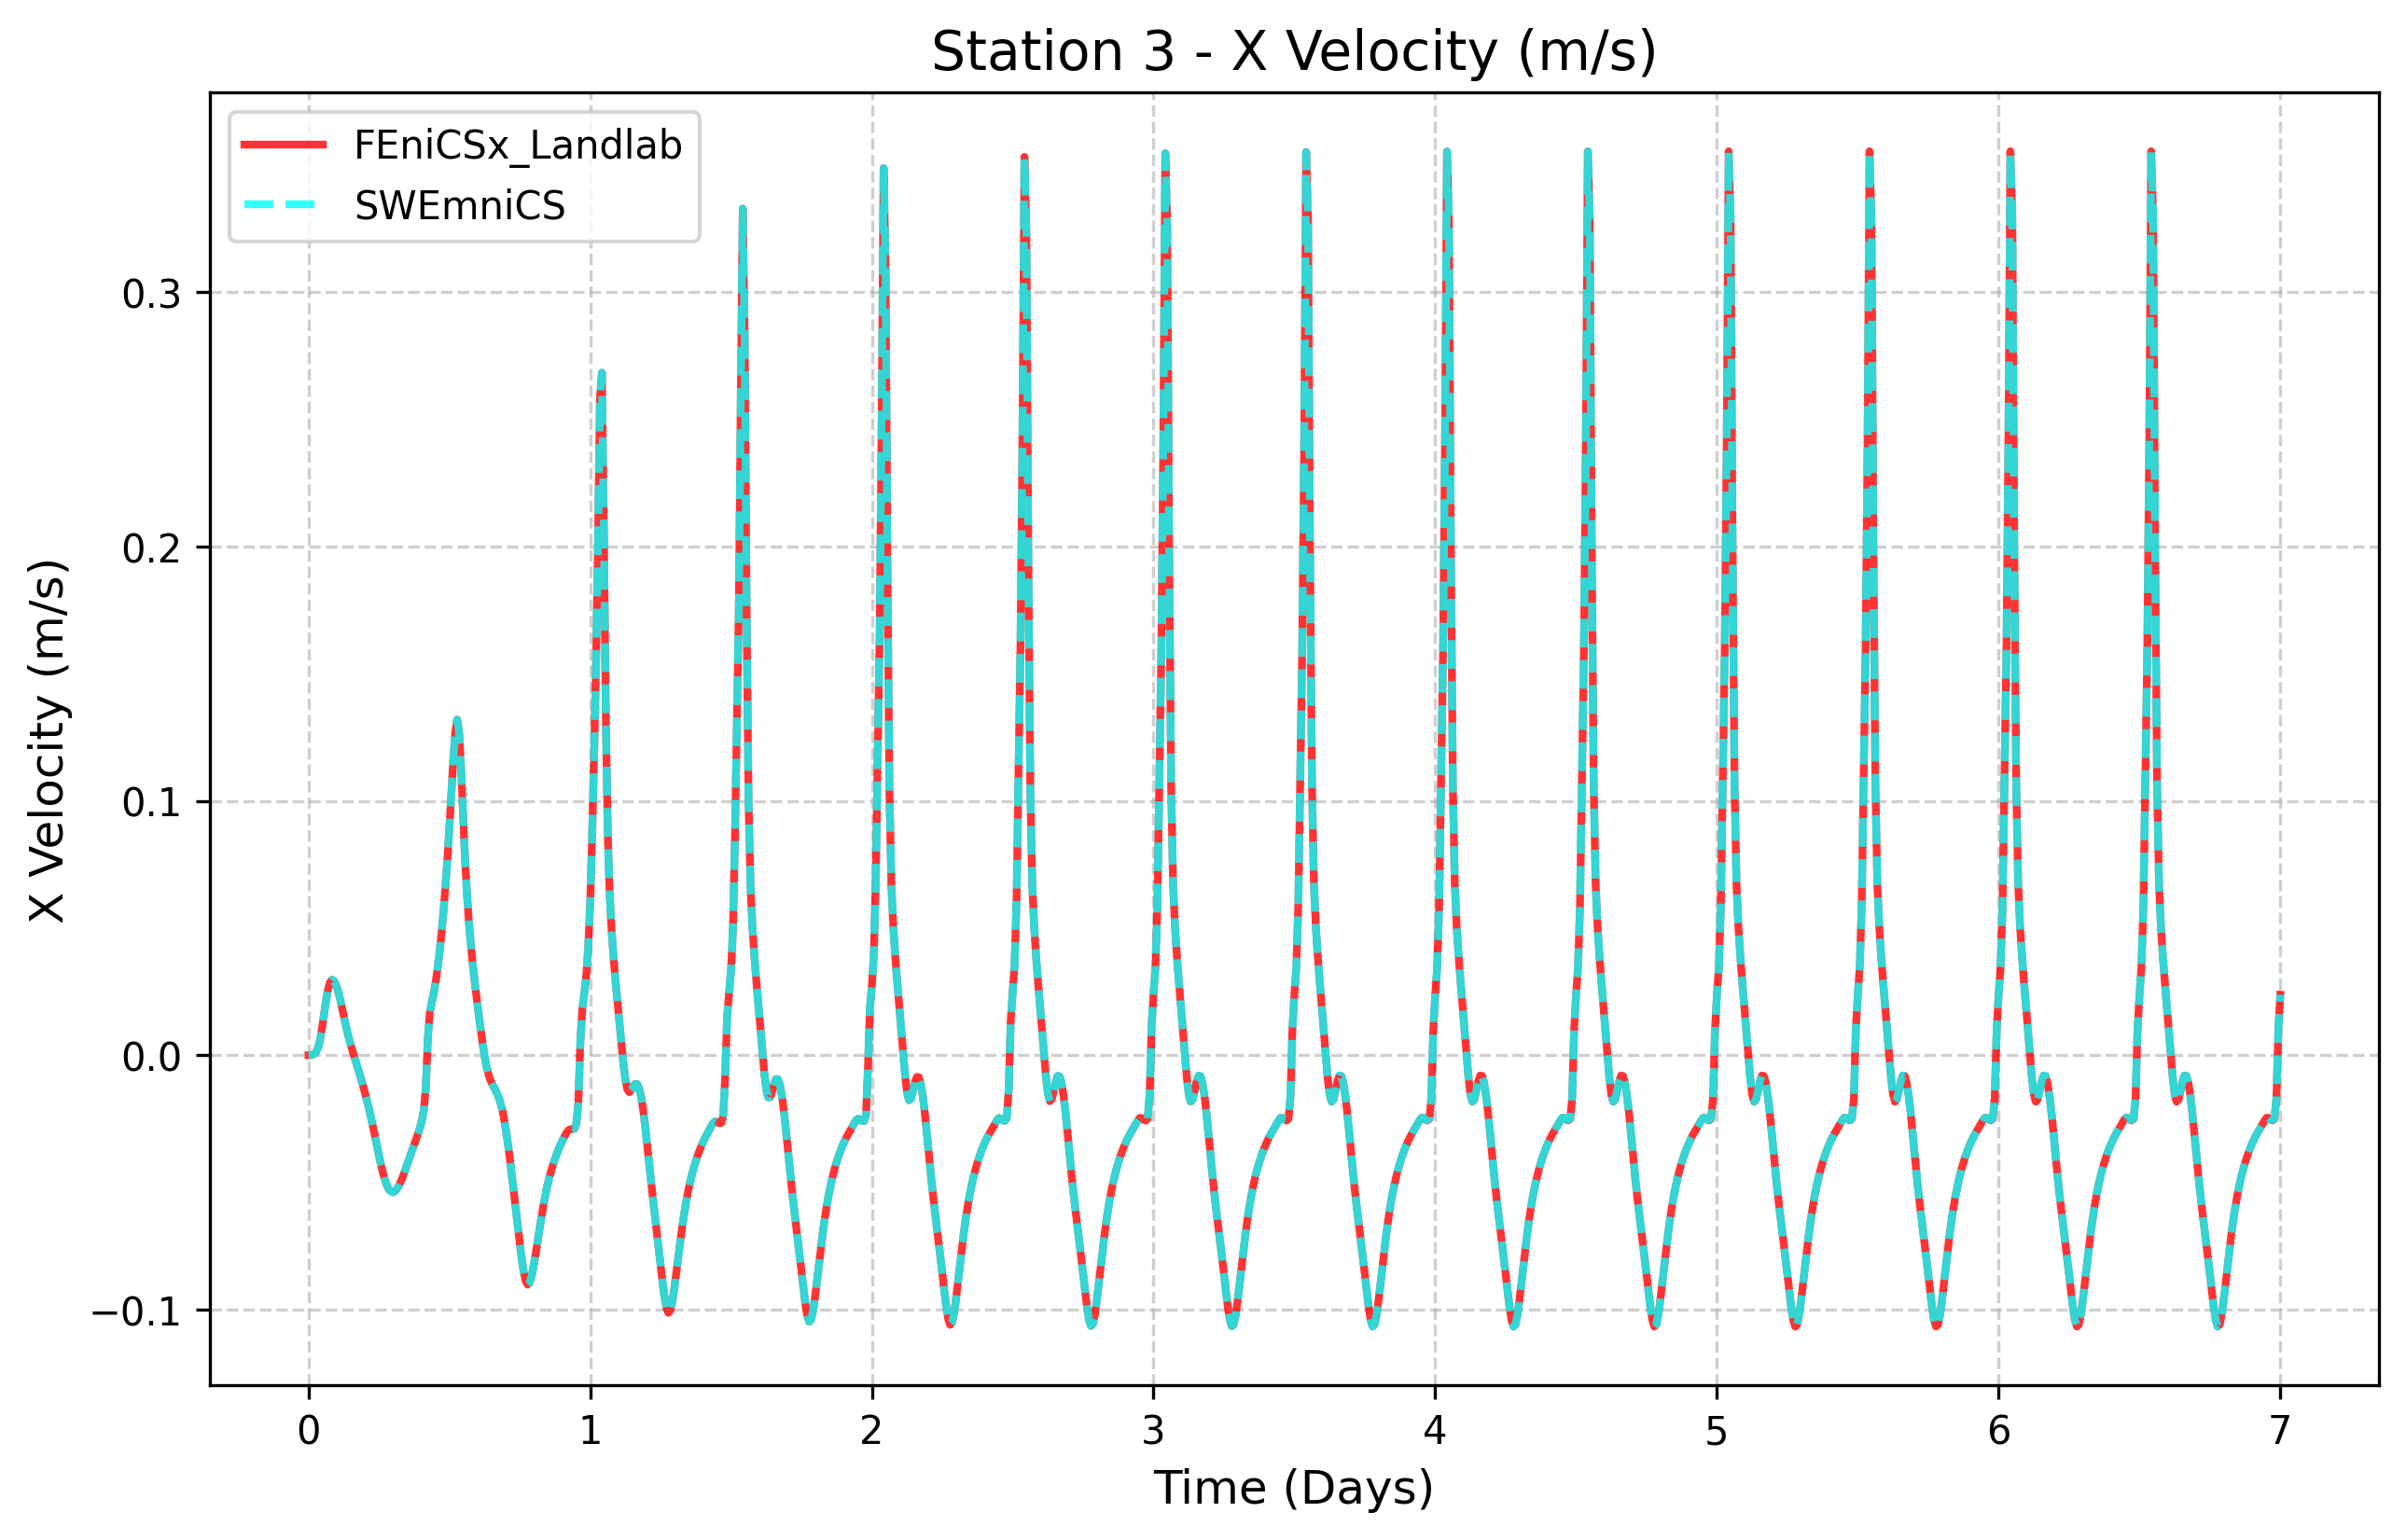 Station 3 - X Velocity (m/s)
FEniCSx_Landlab
SWEmniCS
0.3
0.2
0.1
0.0
−0.1
X Velocity (m/s)
0 1 2 3 4 5 6 7
Time (Days)